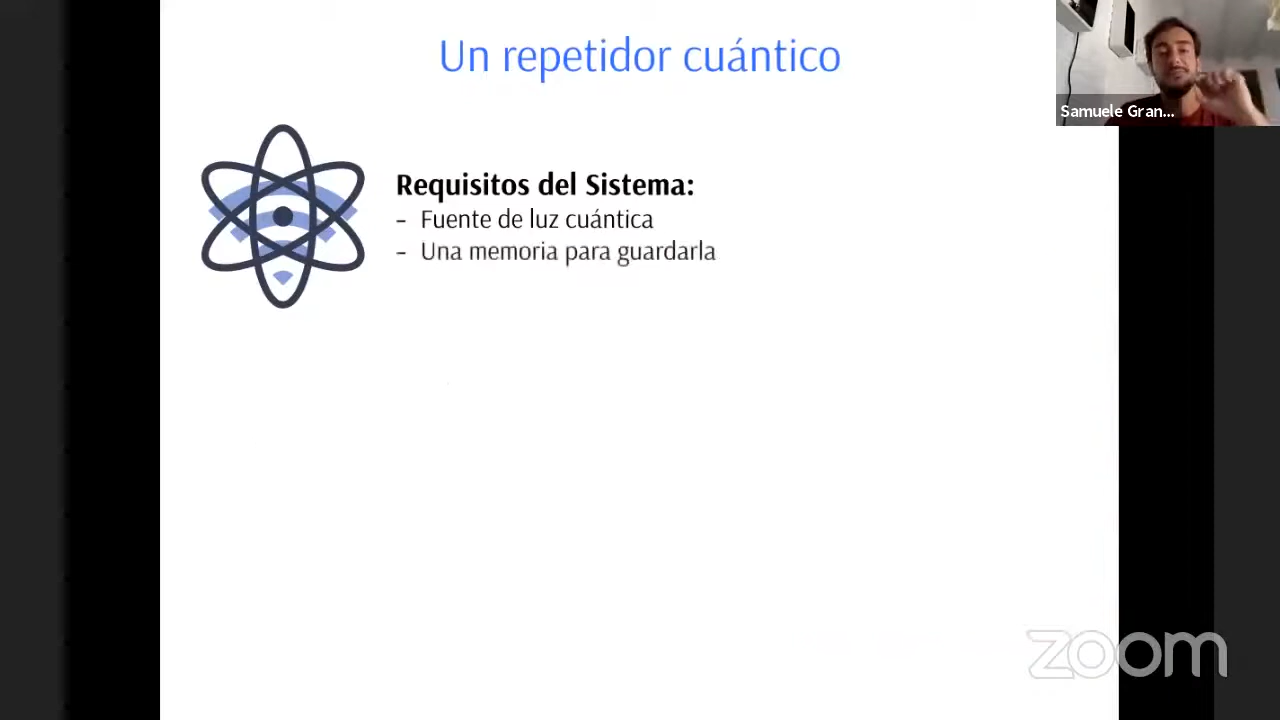 Un repetidor cuántico
Samuele Gran...
Requisitos del Sistema:
- Fuente de luz cuántica
- Una memoria para guardarla
zoom